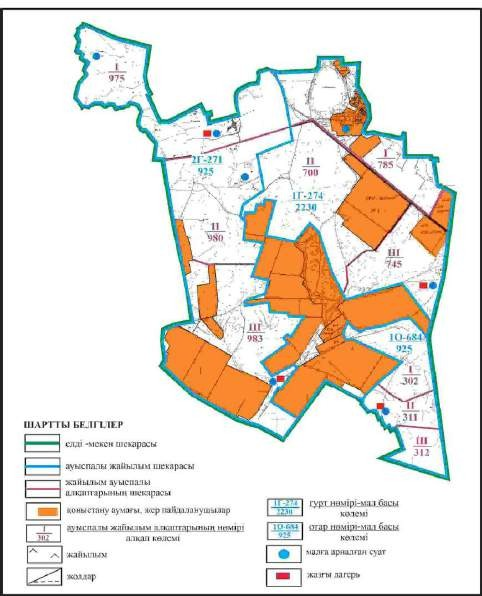 I
975
2Г-271
925
II
700
1Г-274
2230
I
785
II
980
III
745
III
983
1О-684
925
I
302
II
311
III
312
ШАРТТЫ БЕЛГІЛЕР
елді -мекен шекарасы
ауыспалы жайылым шекарасы
жайылым ауыспалы
алқаптарының шекарасы
қоныстану аумағы, жер пайдаланушылар
I
302
ауыспалы жайылым алқаптарының нөмірі
алқап көлемі
жайылым
жолдар
1Г-274
2230
гурт нөмірі-мал басы
көлемі
1О-684
925
отар нөмірі-мал басы
көлемі
малға арналған суат
жазғы лагерь